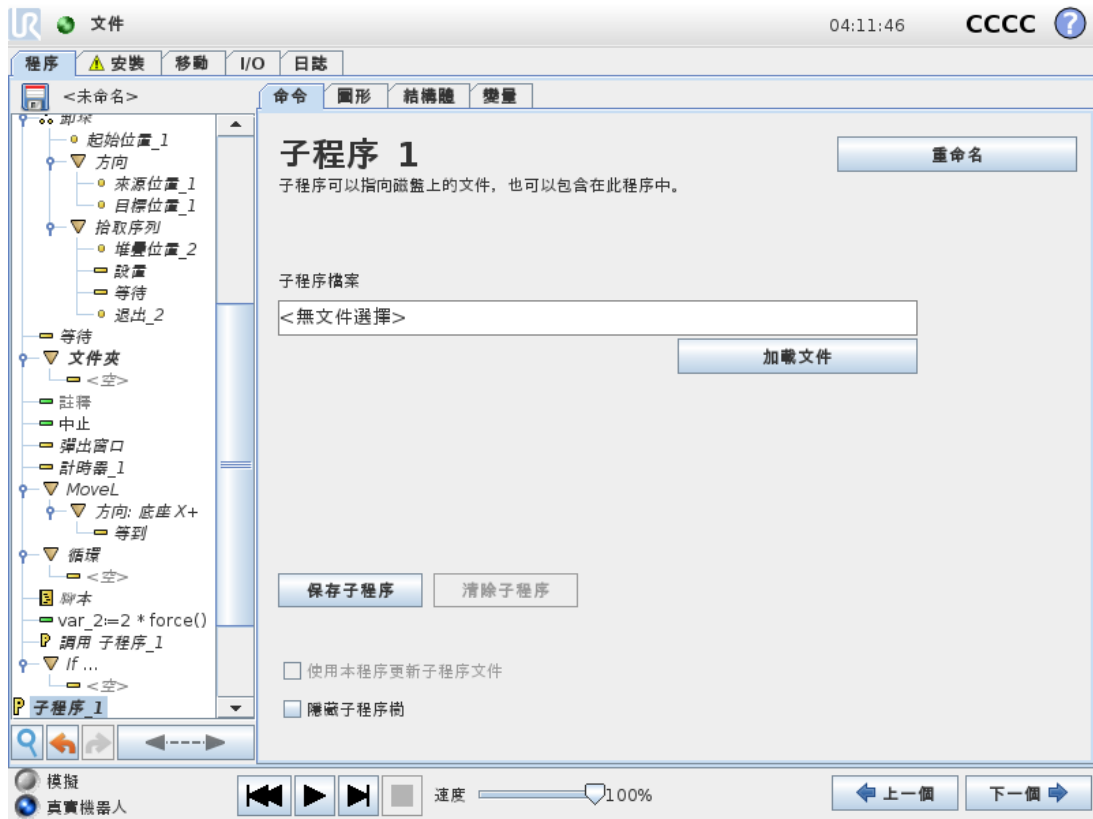 UR 文件 04:11:46 CCCC ?
程序 安裝 移動 I/O 日誌
<未命名> 命令 圖形 結構體 變量
卸垛
起始位置_1
方向
來源位置_1
目標位置_1
拾取序列
堆疊位置_2
設置
等待
退出_2
等待
文件夾
<空>
註釋
中止
彈出窗口
計時器_1
MoveL
方向: 底座 X+
等到
循環
<空>
腳本
var_2:=2 * force()
調用 子程序_1
If ...
<空>
子程序_1
子程序 1
重命名
子程序可以指向磁盤上的文件，也可以包含在此程序中。
子程序檔案
<無文件選擇>
加載文件
保存子程序 清除子程序
使用本程序更新子程序文件
隱藏子程序樹
模擬
真實機器人
速度 100%
上一個 下一個